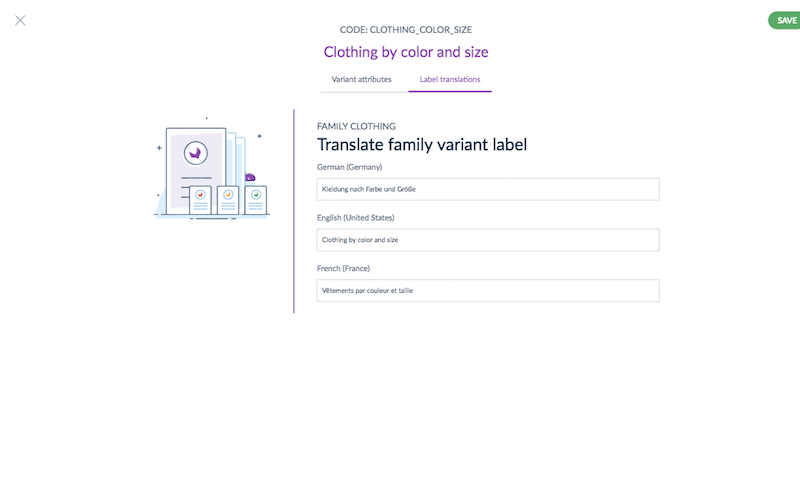 CODE: CLOTHING_COLOR_SIZE
SAVE
Clothing by color and size
Variant attributes
Label translations
FAMILY CLOTHING
Translate family variant label
German (Germany)
Kleidung nach Farbe und Größe
English (United States)
Clothing by color and size
French (France)
Vêtements par couleur et taille